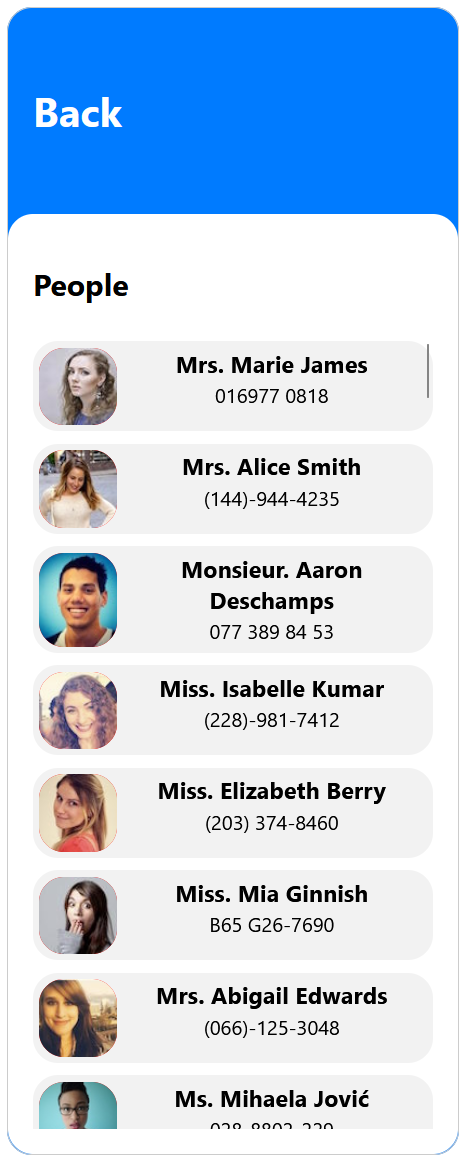 Back
People
Mrs. Marie James
016977 0818
Mrs. Alice Smith
(144)-944-4235
Monsieur. Aaron
Deschamps
077 389 84 53
Miss. Isabelle Kumar
(228)-981-7412
Miss. Elizabeth Berry
(203) 374-8460
Miss. Mia Ginnish
B65 G26-7690
Mrs. Abigail Edwards
(066)-125-3048
Ms. Mihaela Jović